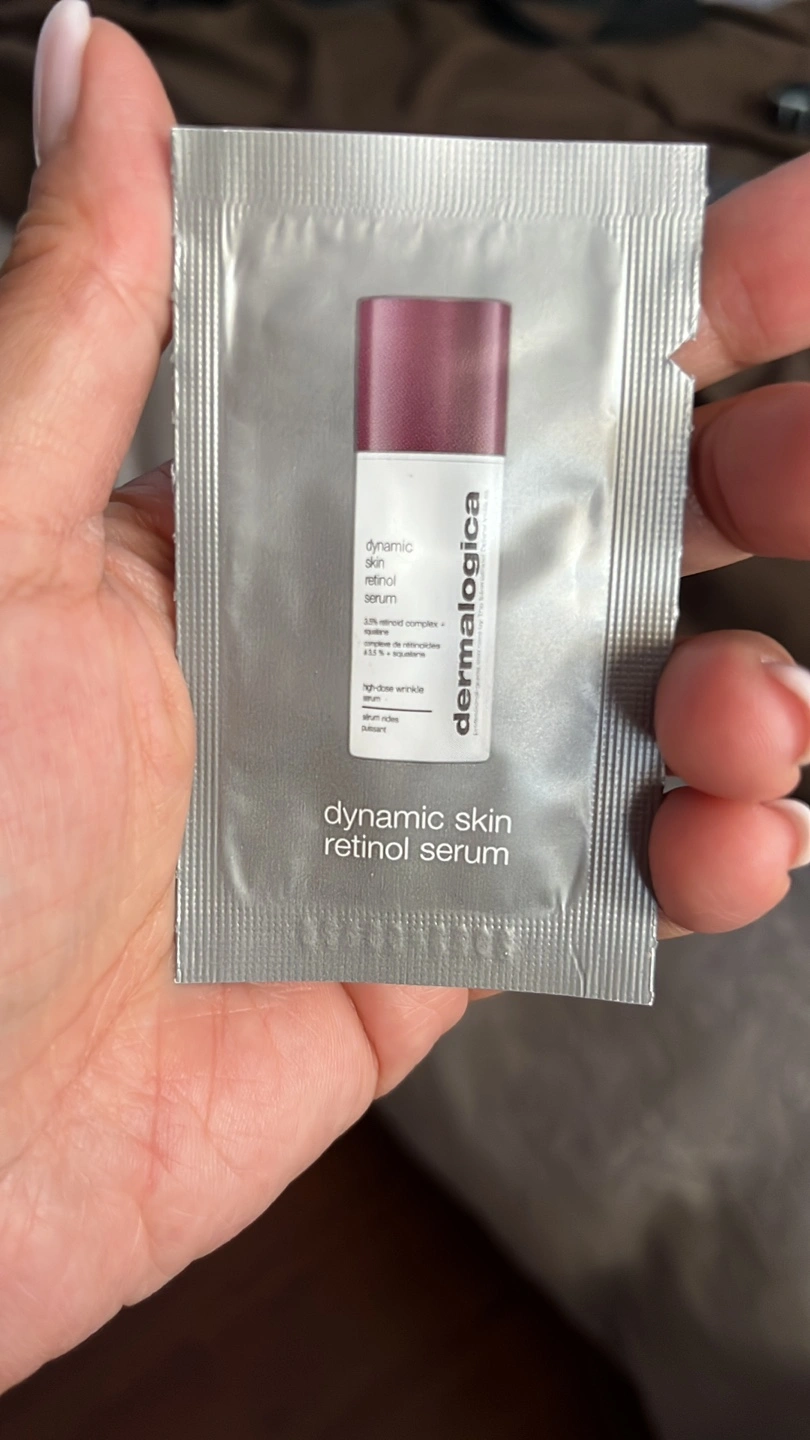 dynamic
skin
retinol
serum
3.5% retinoid complex +
squalane
complexe de rétinoïdes
à 3,5 % + squalane
high-dose wrinkle
serum
sérum rides
puissant
dermalogica
dynamic skin
retinol serum